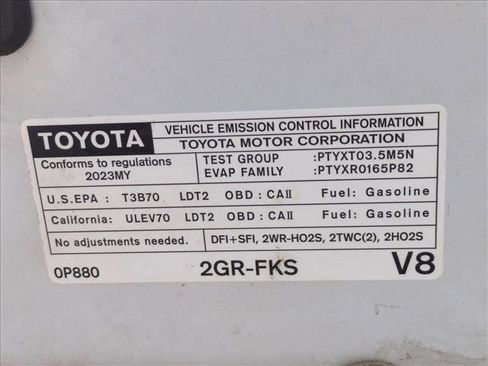 TOYOTA
VEHICLE EMISSION CONTROL INFORMATION
TOYOTA MOTOR CORPORATION
Conforms to regulations
2023MY
TEST GROUP :PTYXT03.5M5N
EVAP FAMILY :PTYXR0165P82
U.S.EPA : T3B70 LDT2 OBD : CAII Fuel: Gasoline
California: ULEV70 LDT2 OBD : CAII Fuel: Gasoline
No adjustments needed. DFI+SFI, 2WR-HO2S, 2TWC(2), 2HO2S
0P880 2GR-FKS V8